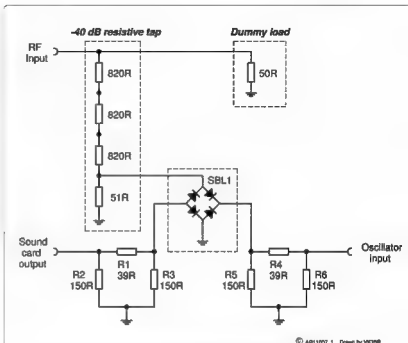 -40 dB resistive tap
Dummy load
RF
Input
820R
50R
820R
820R
51R
SBL1
Sound
card
output
Oscillator
input
R1
39R
R4
39R
R2
150R
R3
150R
R5
150R
R6
150R